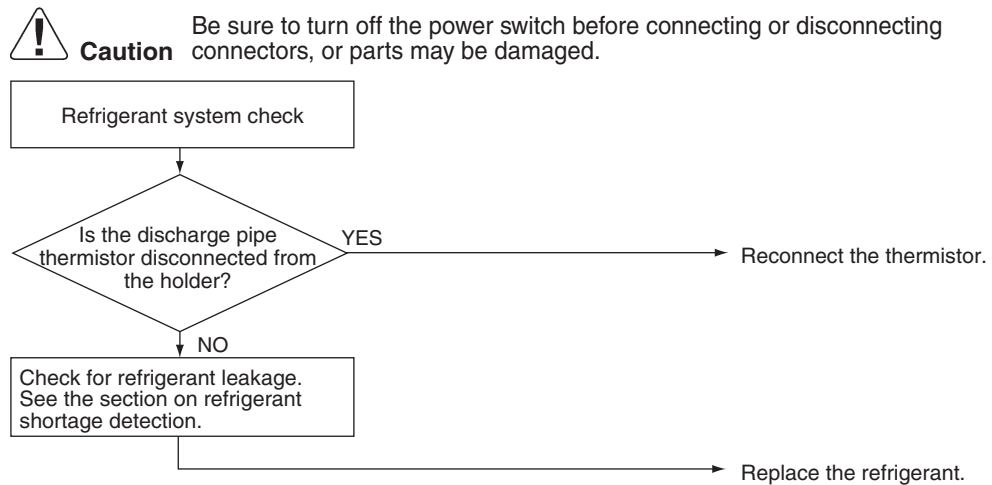 Be sure to turn off the power switch before connecting or disconnecting
Caution connectors, or parts may be damaged.
Refrigerant system check
Is the discharge pipe
thermistor disconnected from
the holder?
YES
Reconnect the thermistor.
NO
Check for refrigerant leakage.
See the section on refrigerant
shortage detection.
Replace the refrigerant.